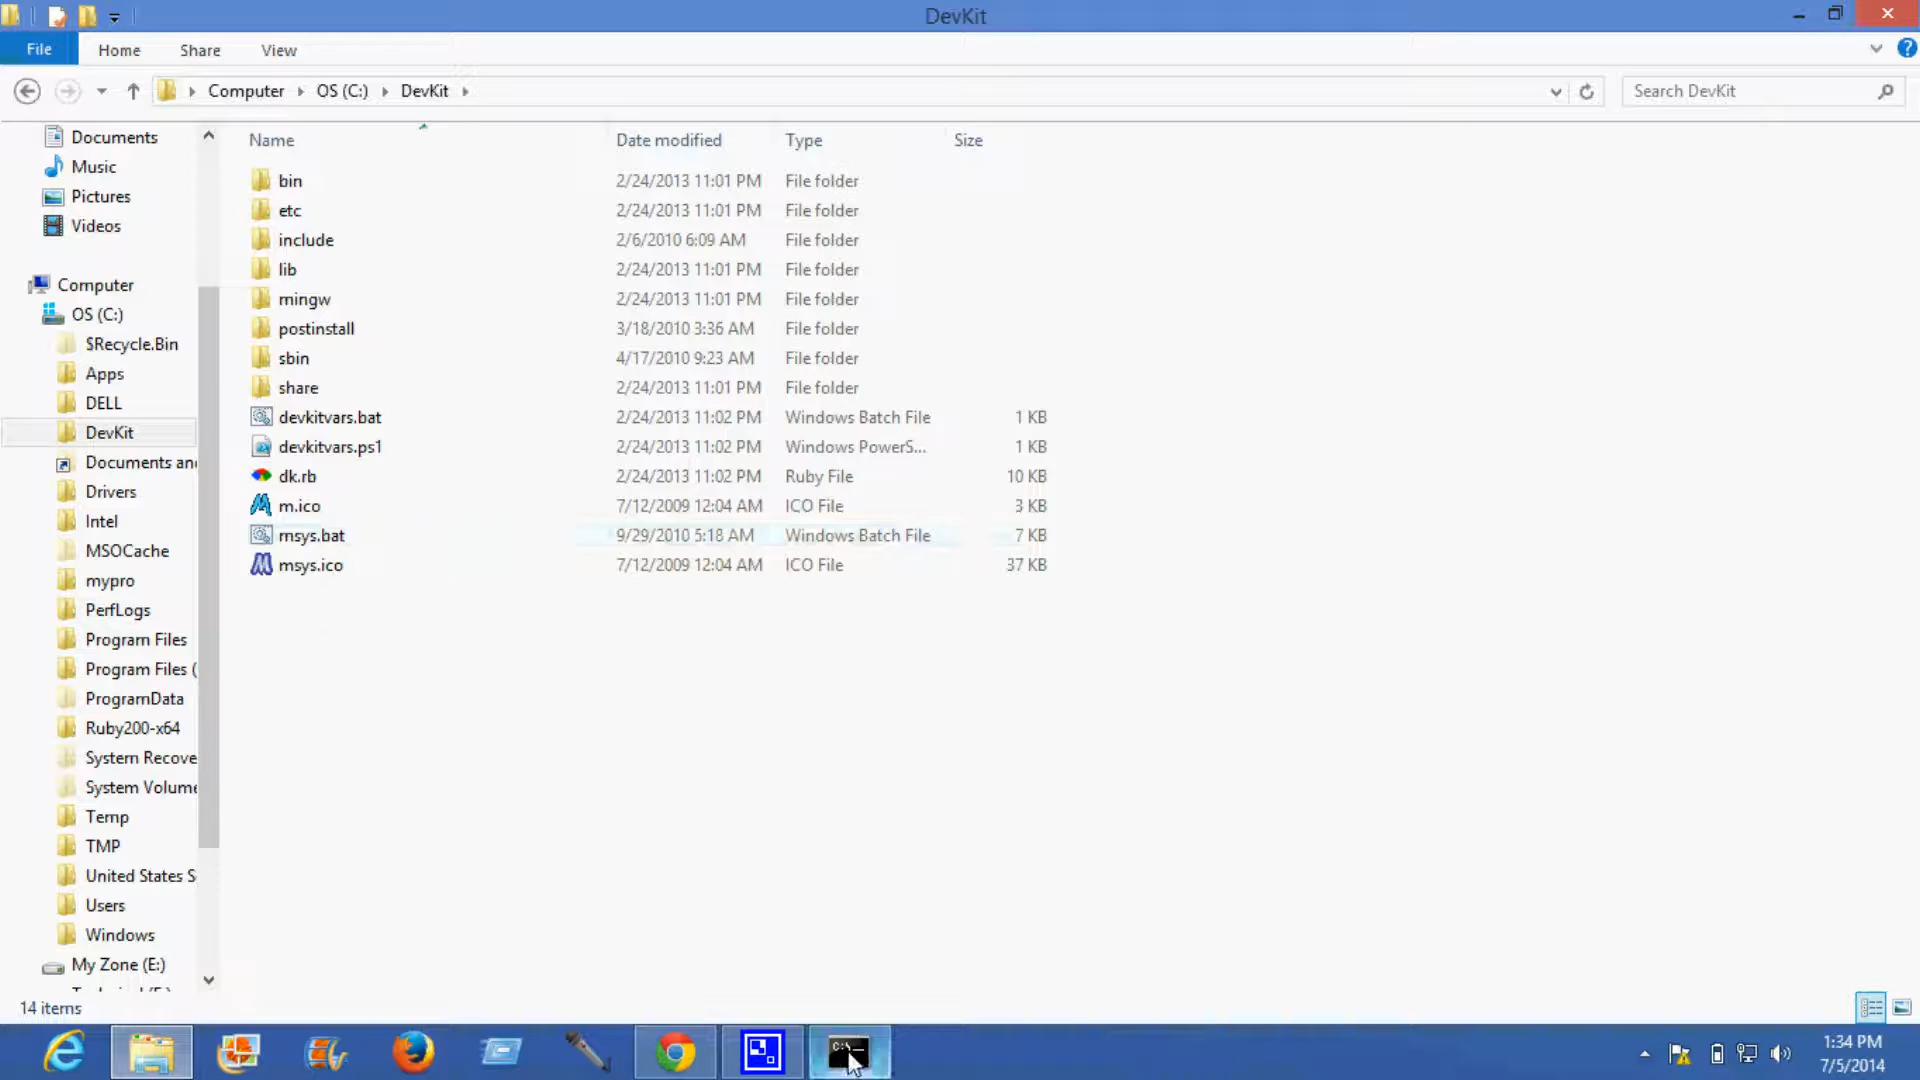 DevKit
File Home Share View
Computer OS (C:) DevKit Search DevKit
Name Date modified Type Size
Documents
Music
Pictures
Videos
Computer
OS (C:)
$Recycle.Bin
Apps
DELL
DevKit
Documents an
Drivers
Intel
MSOCache
mypro
PerfLogs
Program Files
Program Files (
ProgramData
Ruby200-x64
System Recove
System Volume
Temp
TMP
United States S
Users
Windows
My Zone (E:)
bin 2/24/2013 11:01 PM File folder
etc 2/24/2013 11:01 PM File folder
include 2/6/2010 6:09 AM File folder
lib 2/24/2013 11:01 PM File folder
mingw 2/24/2013 11:01 PM File folder
postinstall 3/18/2010 3:36 AM File folder
sbin 4/17/2010 9:23 AM File folder
share 2/24/2013 11:01 PM File folder
devkitvars.bat 2/24/2013 11:02 PM Windows Batch File 1 KB
devkitvars.ps1 2/24/2013 11:02 PM Windows PowerS... 1 KB
dk.rb 2/24/2013 11:02 PM Ruby File 10 KB
m.ico 7/12/2009 12:04 AM ICO File 3 KB
msys.bat 9/29/2010 5:18 AM Windows Batch File 7 KB
msys.ico 7/12/2009 12:04 AM ICO File 37 KB
14 items
1:34 PM
7/5/2014